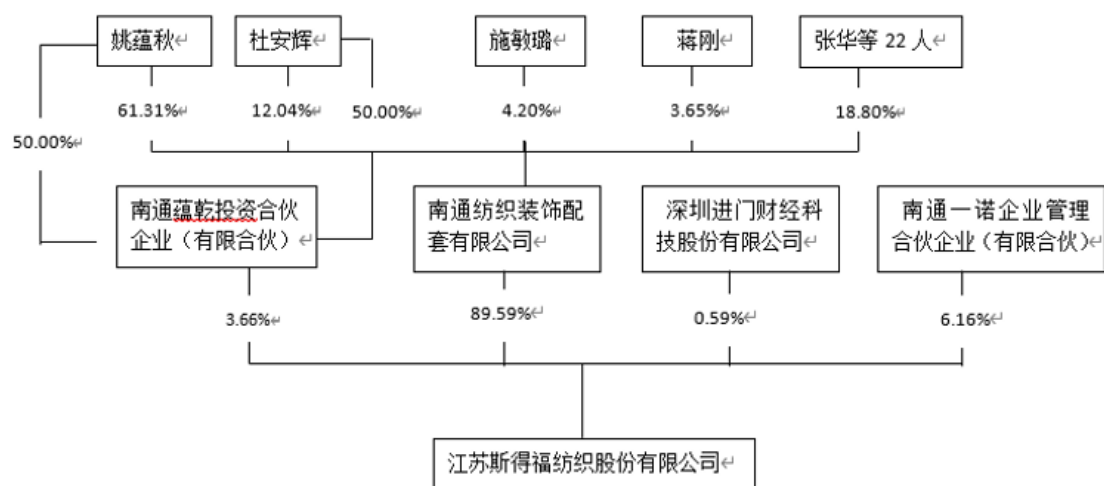 姚蕴秋
杜安辉
施敏璐
蒋刚
张华等 22 人
61.31%
12.04%
50.00%
4.20%
3.65%
18.80%
50.00%
南通蕴乾投资合伙
企业（有限合伙）
南通纺织装饰配
套有限公司
深圳进门财经科
技股份有限公司
南通一诺企业管理
合伙企业（有限合伙）
3.66%
89.59%
0.59%
6.16%
江苏斯得福纺织股份有限公司